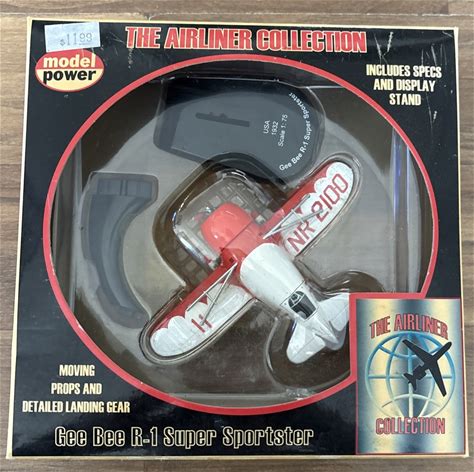 $11.99
THE AIRLINER COLLECTION
model
power
INCLUDES SPECS
AND DISPLAY
STAND
USA
1932
Scale 1: 75
Gee Bee R-1 Super Sportster
NR 2100
11
MOVING
PROPS AND
DETAILED LANDING GEAR
THE AIRLINER
COLLECTION
Gee Bee R-1 Super Sportster